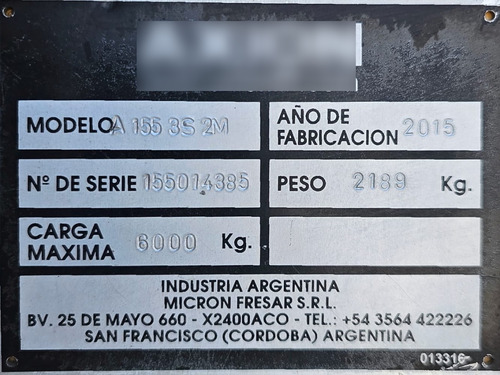 MODELO A 155 3S 2M
AÑO DE FABRICACION 2015
Nº DE SERIE 155014385
PESO 2189 Kg.
CARGA MAXIMA 6000 Kg.
INDUSTRIA ARGENTINA
MICRON FRESAR S.R.L.
BV. 25 DE MAYO 660 - X2400ACO - TEL.: +54 3564 422226
SAN FRANCISCO (CORDOBA) ARGENTINA
013316